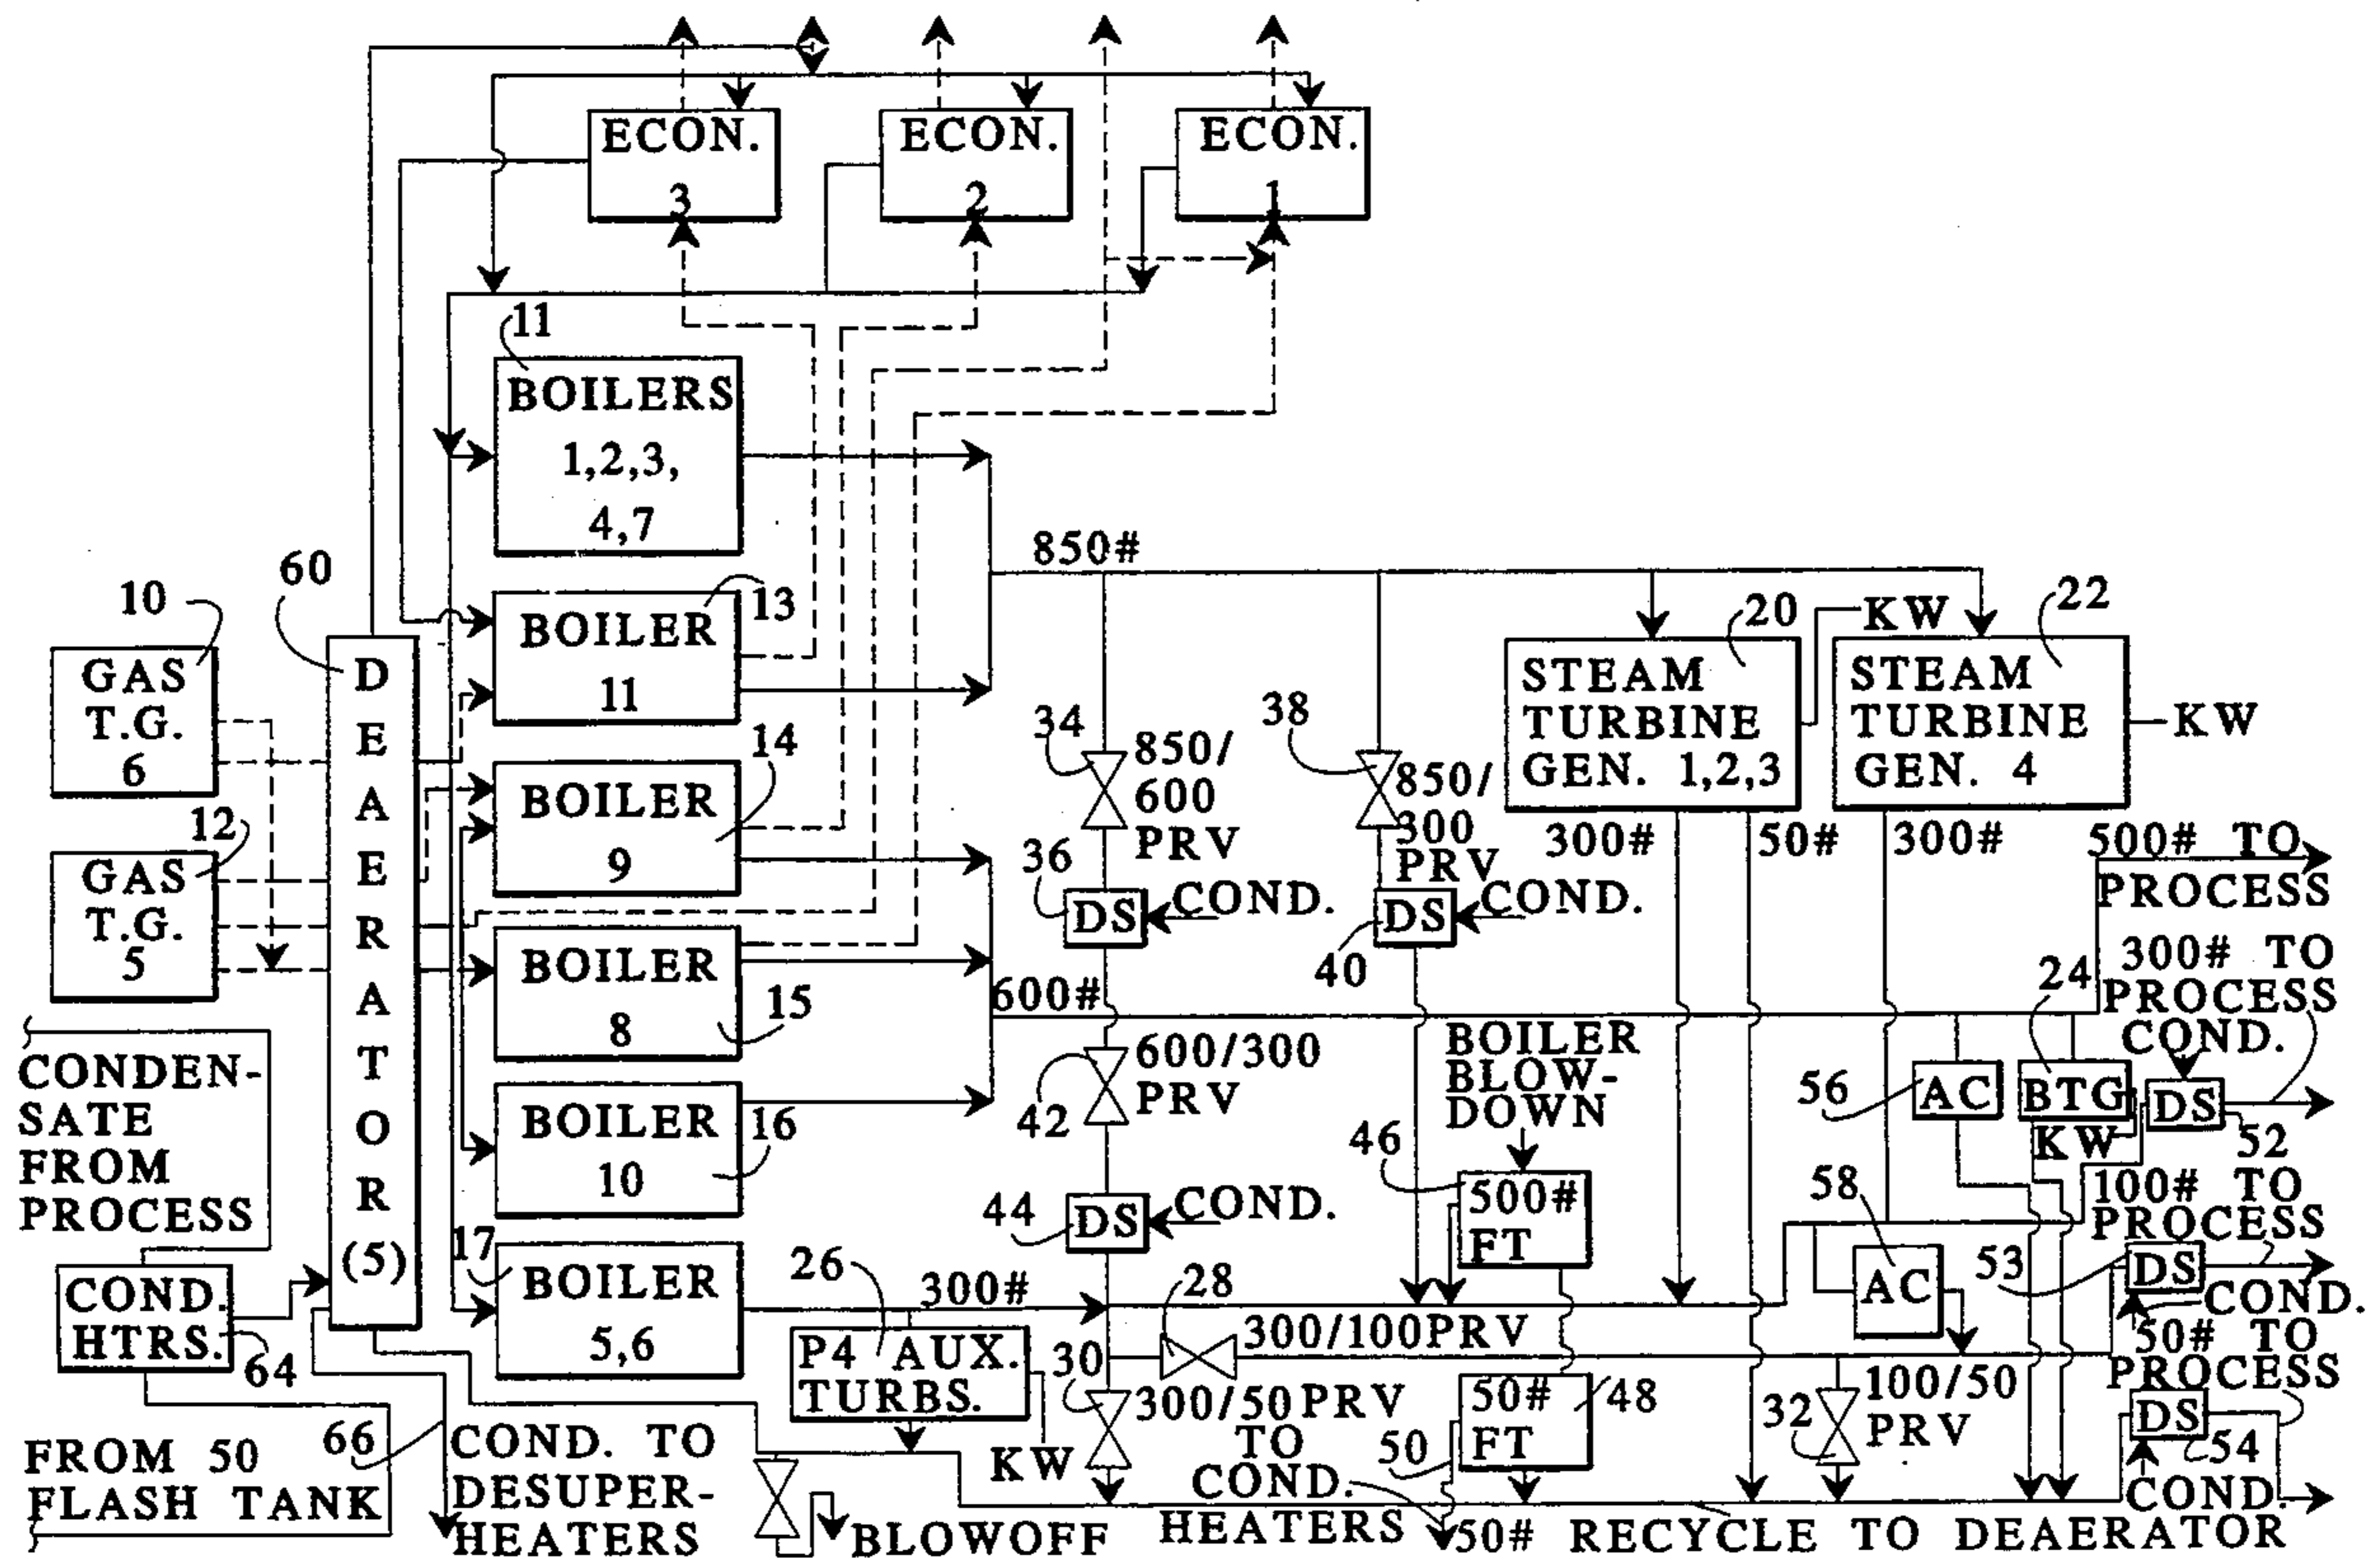 ECON.
3
ECON.
2
ECON.
1
11
BOILERS
1,2,3,
4,7
850#
60
10
GAS
T.G.
6
12
GAS
T.G.
5
DEAERATOR
(5)
13
BOILER
11
14
BOILER
9
BOILER
8
15
BOILER
10
16
17
BOILER
5,6
34
850/
600
PRV
36
DS
COND.
38
850/
300
PRV
DS
COND.
40
20
KW
22
STEAM
TURBINE
GEN. 1,2,3
STEAM
TURBINE
GEN. 4
KW
300#
50#
300#
500# TO
PROCESS
600#
600/300
PRV
42
44
DS
COND.
BOILER
BLOW-
DOWN
46
500#
FT
24
300# TO
PROCESS
COND.
56
AC
BTG
KW
DS
52
58
AC
100# TO
PROCESS
53
DS
COND.
CONDEN-
SATE
FROM
PROCESS
COND.
HTRS.
64
FROM 50
FLASH TANK
66
COND. TO
DESUPER-
HEATERS
26
300#
P4 AUX.
TURBS.
KW
BLOWOFF
28
300/100PRV
30
300/50 PRV
TO
COND.
HEATERS
50#
FT
48
50
32
100/50
PRV
50# TO
PROCESS
DS
54
COND.
50# RECYCLE TO DEAERATOR